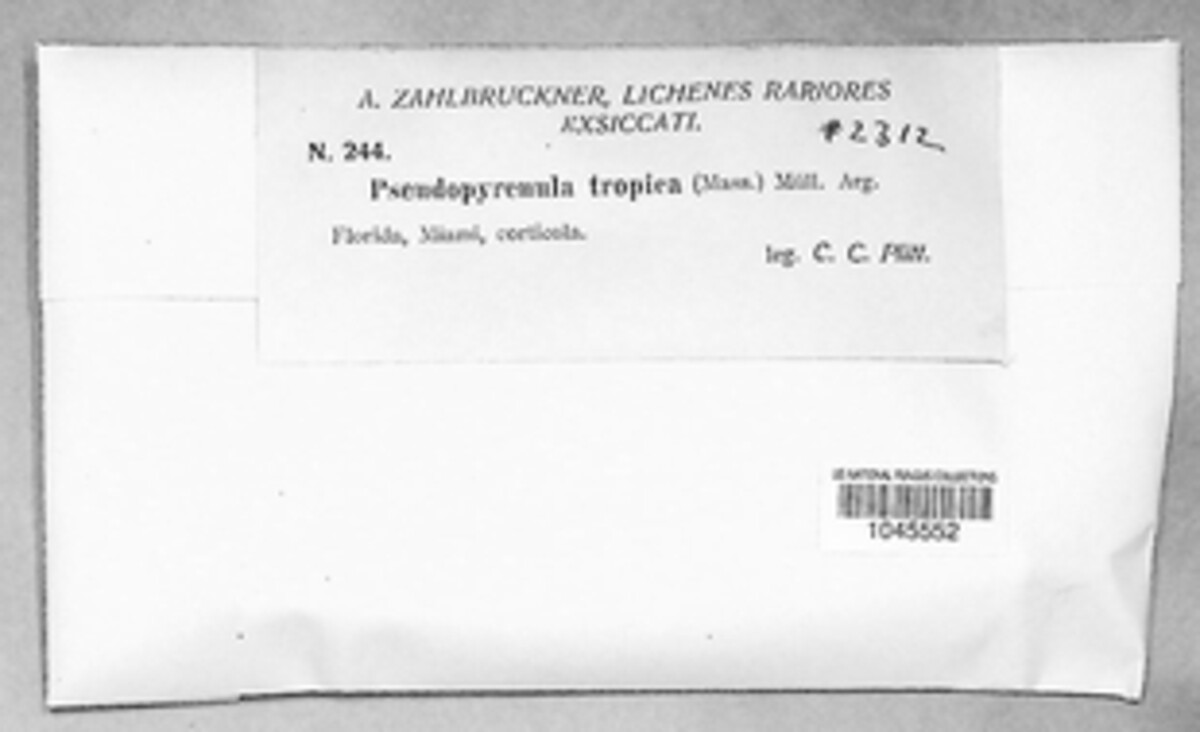 A. ZAHLBRUCKNER, LICHENES RARIORES
EXSICCATI.
#2312
N. 244.
Pseudopyrenula tropica (Mass.) Müll. Arg.
Florida, Miami, corticola.
leg. C. C. Plitt.
US NATIONAL FUNGUS COLLECTIONS
1045552